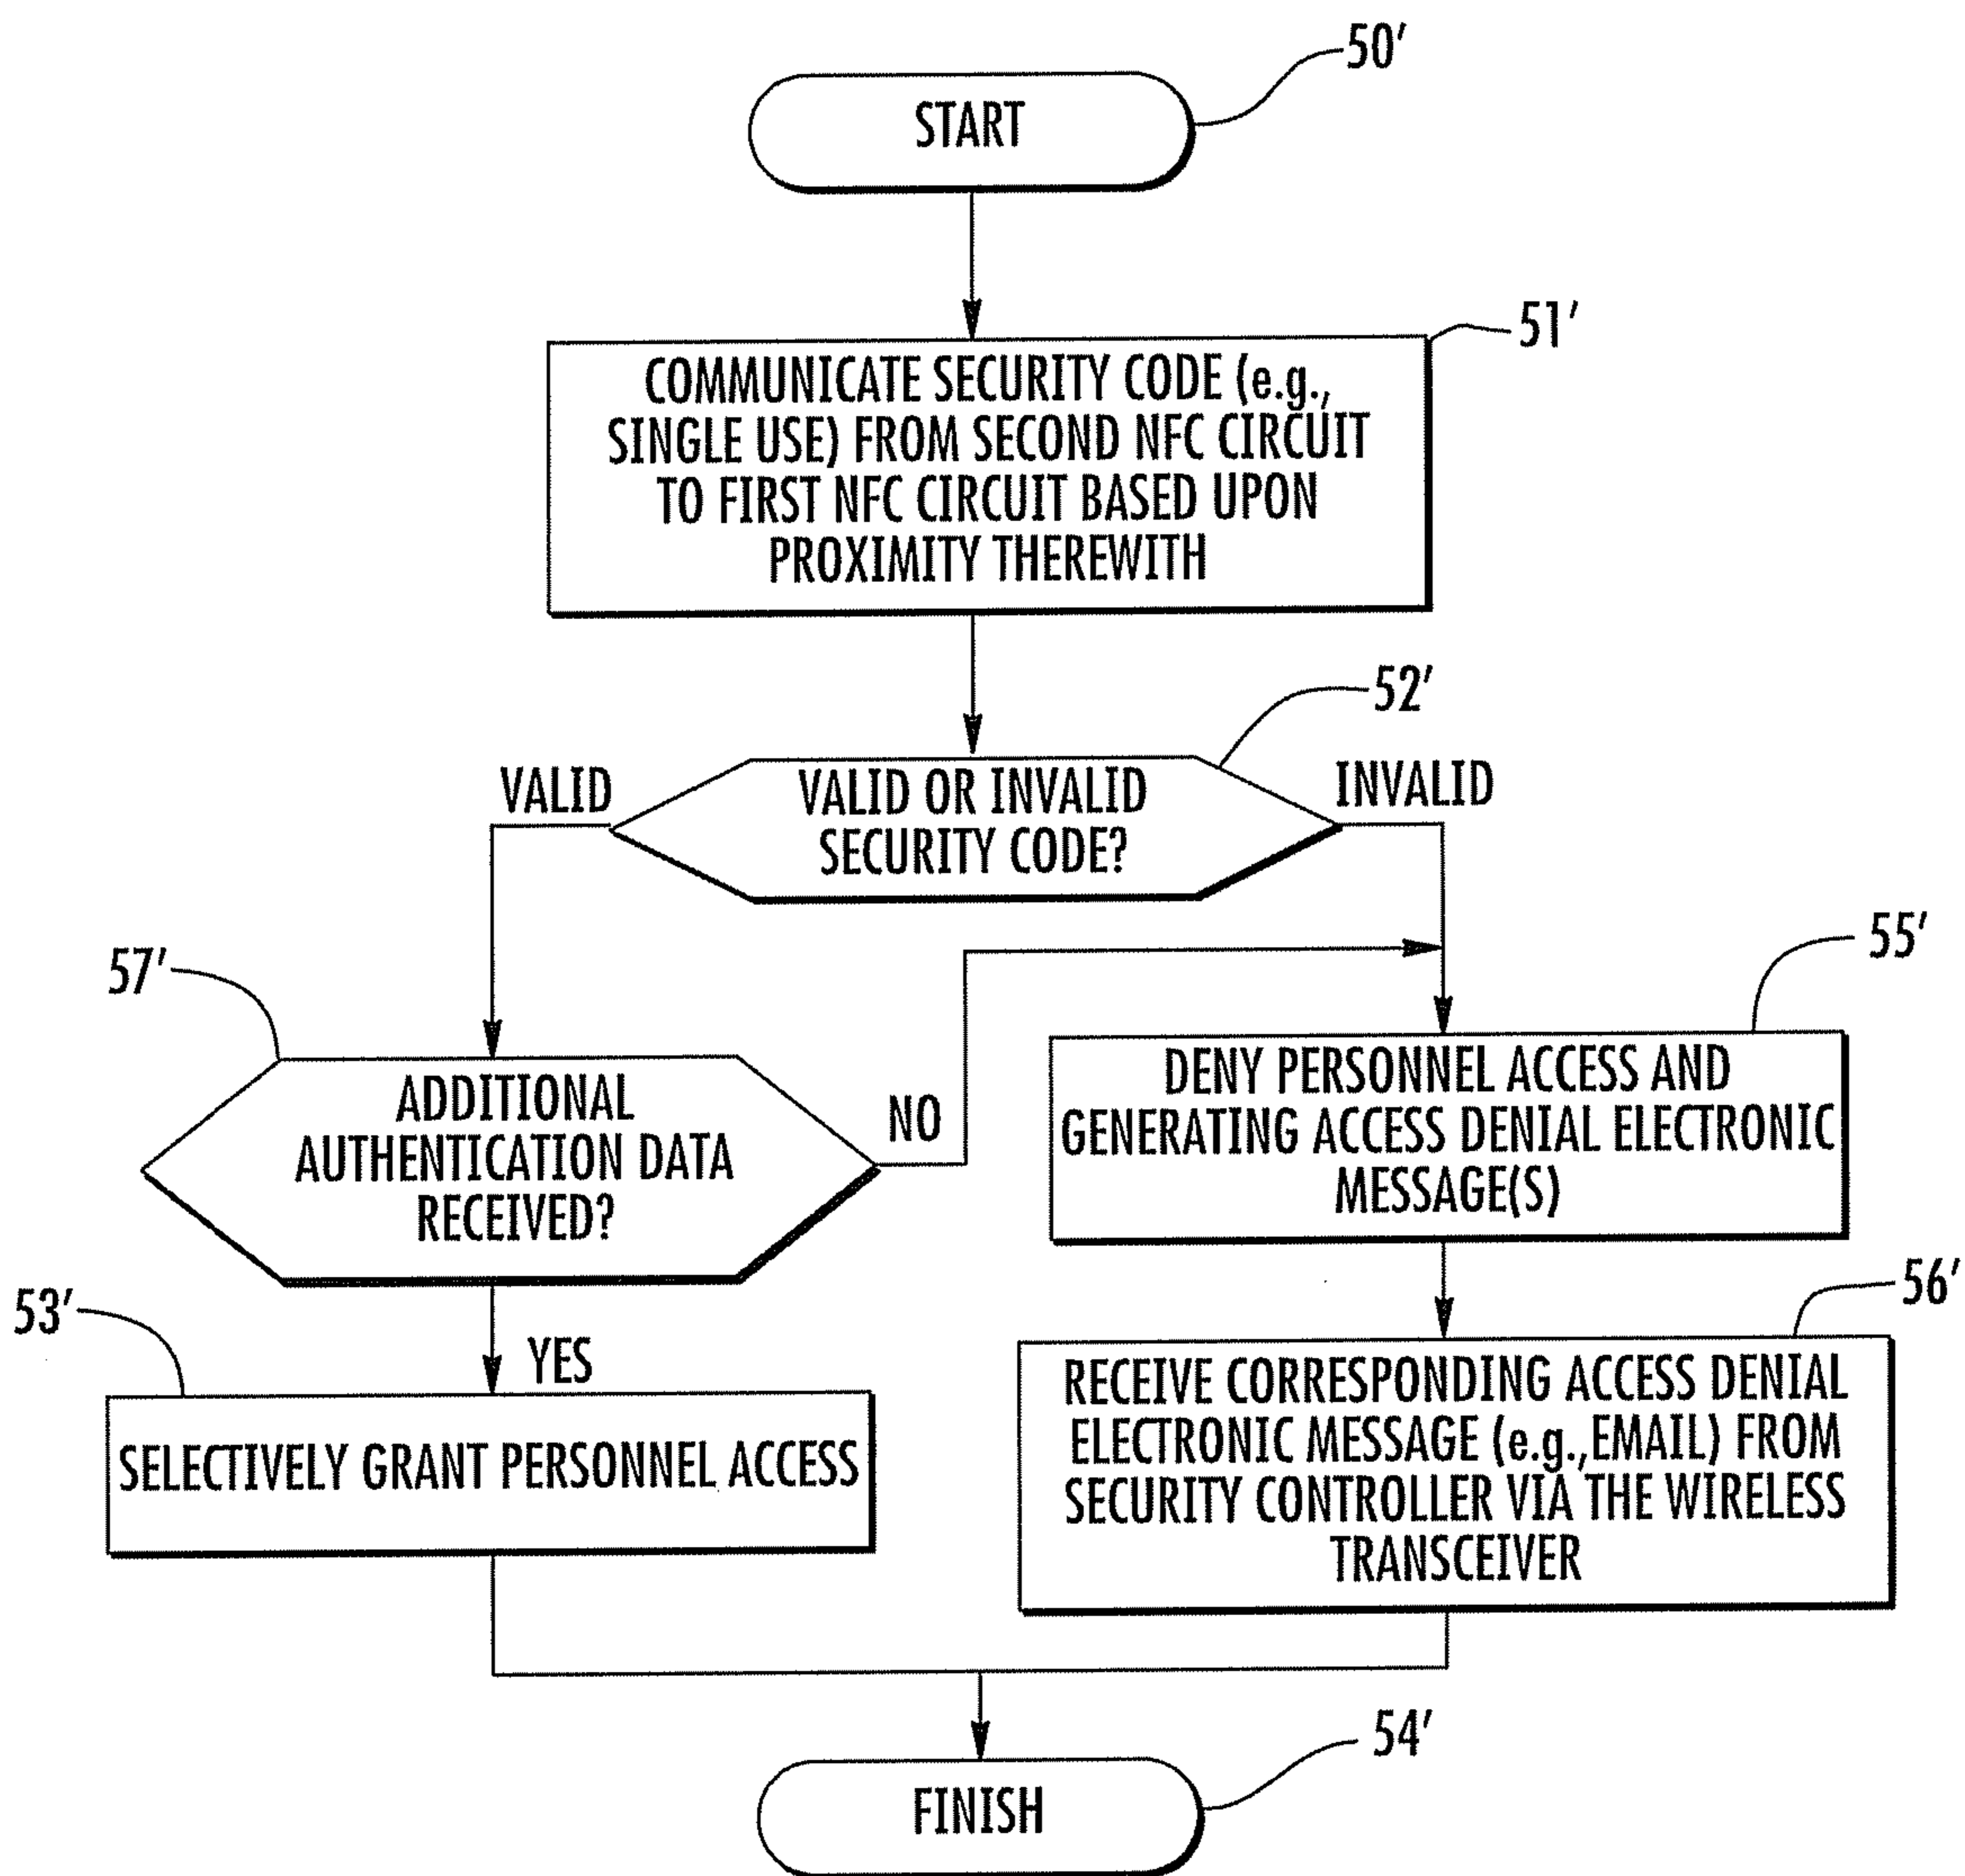 50'
START
51'
COMMUNICATE SECURITY CODE (e.g.,
SINGLE USE) FROM SECOND NFC CIRCUIT
TO FIRST NFC CIRCUIT BASED UPON
PROXIMITY THEREWITH
52'
VALID
VALID OR INVALID
SECURITY CODE?
INVALID
57'
ADDITIONAL
AUTHENTICATION DATA
RECEIVED?
NO
55'
DENY PERSONNEL ACCESS AND
GENERATING ACCESS DENIAL ELECTRONIC
MESSAGE(S)
53'
YES
SELECTIVELY GRANT PERSONNEL ACCESS
56'
RECEIVE CORRESPONDING ACCESS DENIAL
ELECTRONIC MESSAGE (e.g.,EMAIL) FROM
SECURITY CONTROLLER VIA THE WIRELESS
TRANSCEIVER
54'
FINISH